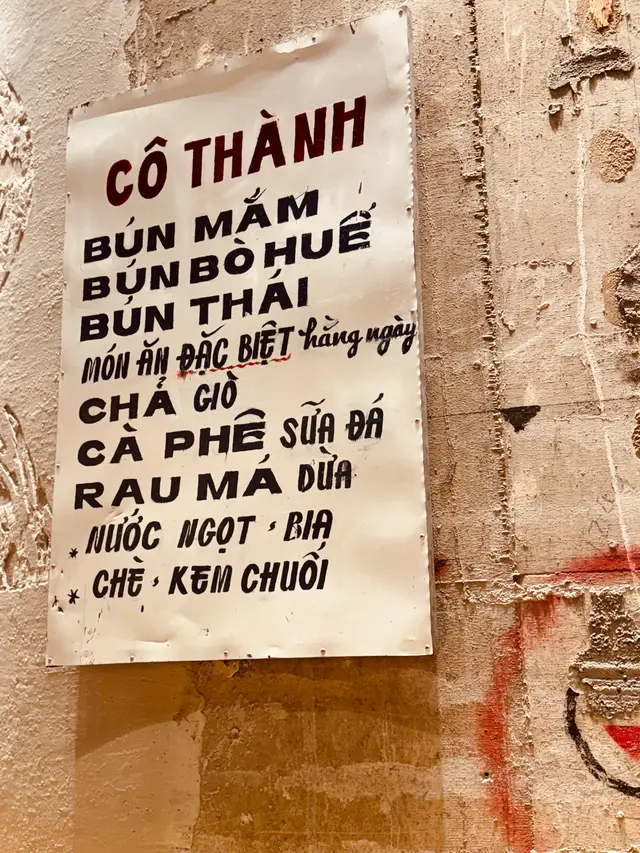 CÔ THÀNH
BÚN MẮM
BÚN BÒ HUẾ
BÚN THÁI
MÓN ĂN ĐẶC BIỆT hằng ngày
CHẢ GIÒ
CÀ PHÊ SỮA ĐÁ
RAU MÁ DỪA
* NƯỚC NGỌT - BIA
* CHÈ - KEM CHUỐI